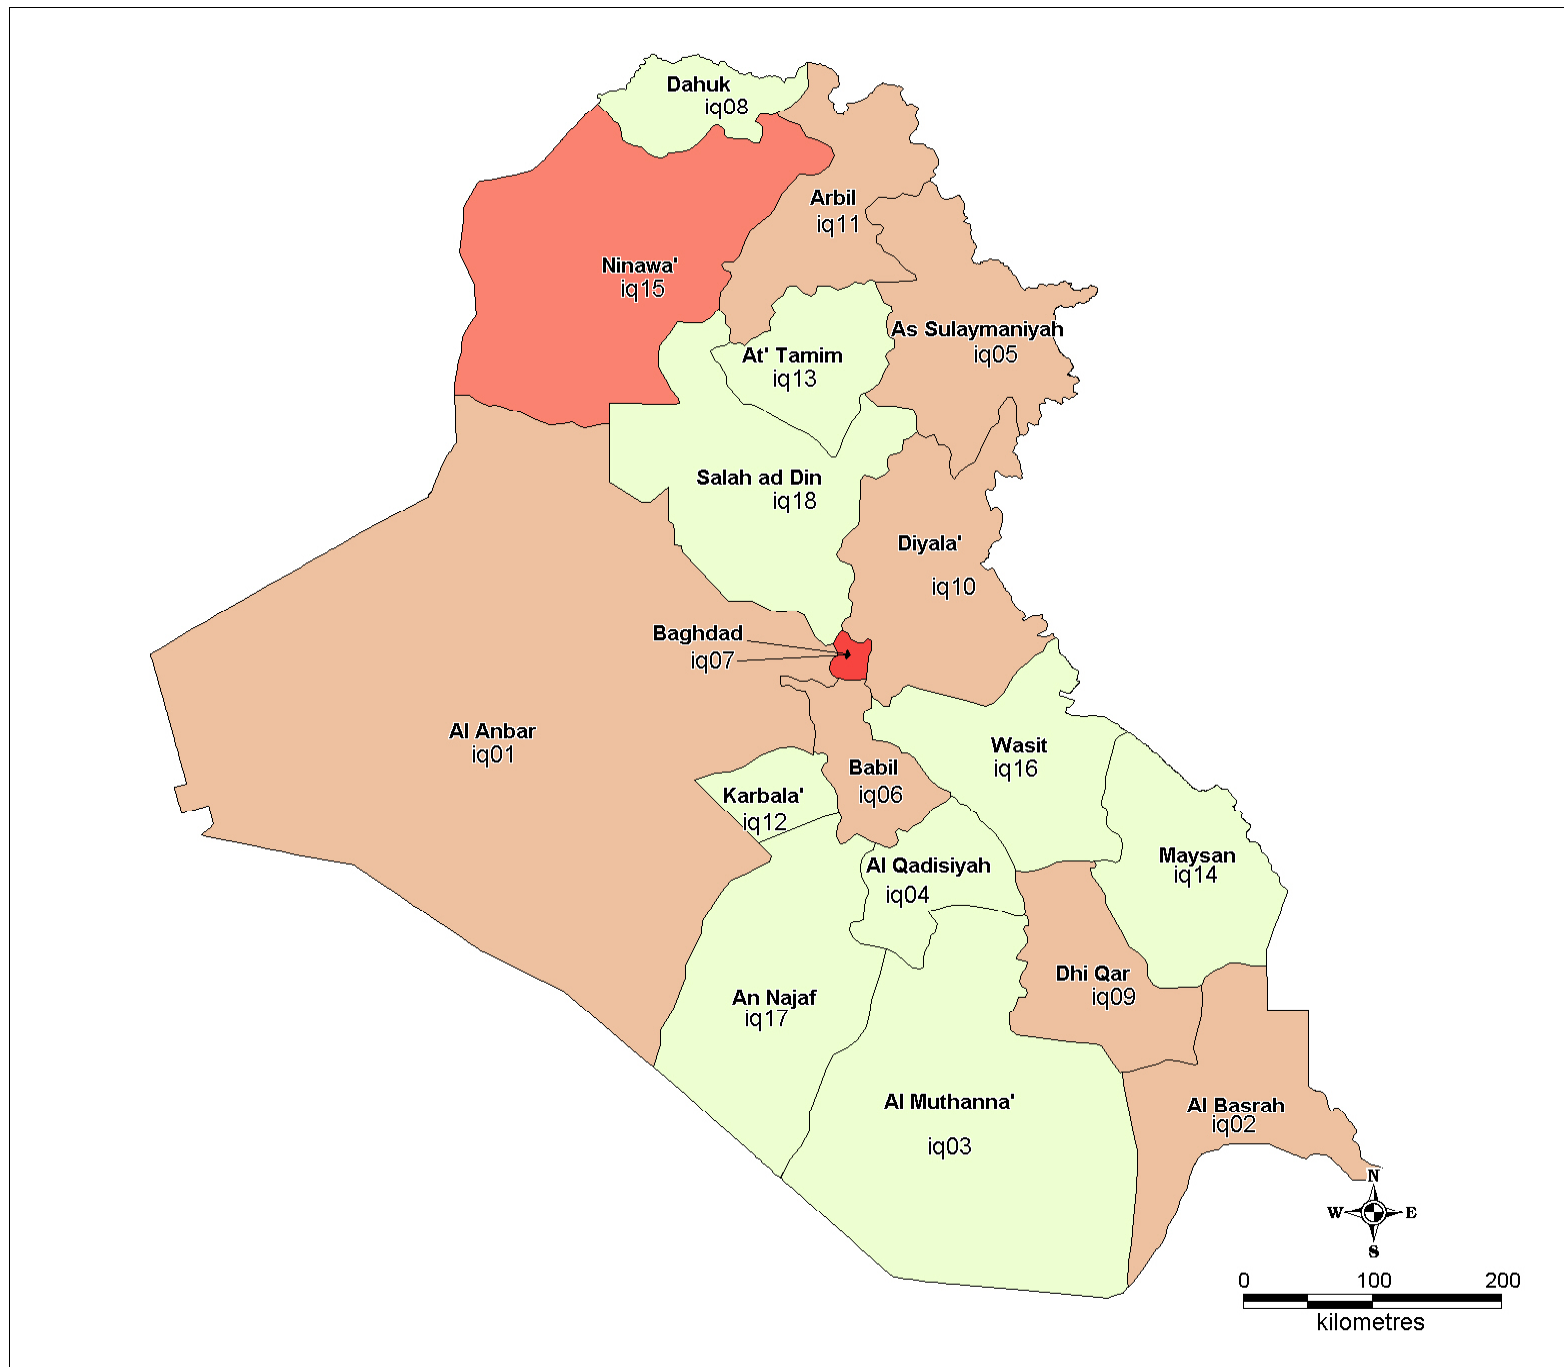 Dahuk
iq08
Arbil
iq11
Ninawa'
iq15
As Sulaymaniyah
iq05
At' Tamim
iq13
Salah ad Din
iq18
Diyala'
iq10
Baghdad
iq07
Al Anbar
iq01
Wasit
iq16
Babil
iq06
Karbala'
iq12
Al Qadisiyah
iq04
Maysan
iq14
Dhi Qar
iq09
An Najaf
iq17
Al Muthanna'
iq03
Al Basrah
iq02
N
W E
S
0 100 200
kilometres